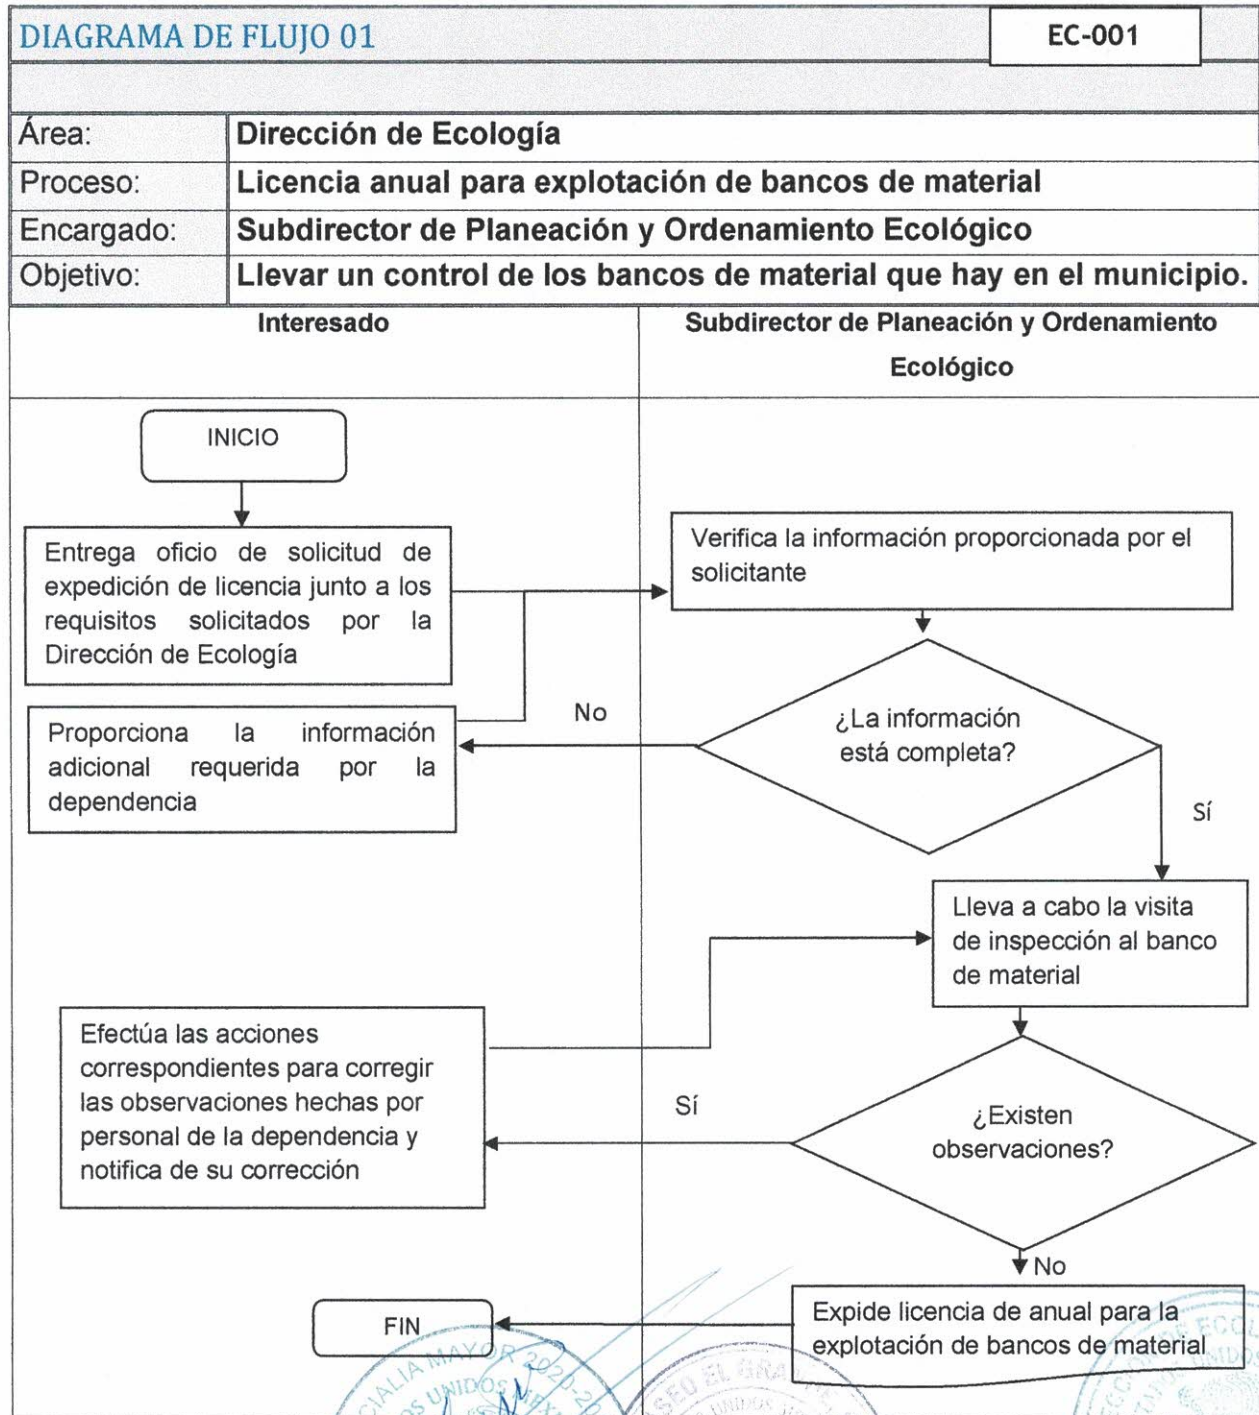 DIAGRAMA DE FLUJO 01
EC-001
Área:
Dirección de Ecología
Proceso:
Licencia anual para explotación de bancos de material
Encargado:
Subdirector de Planeación y Ordenamiento Ecológico
Objetivo:
Llevar un control de los bancos de material que hay en el municipio.
Interesado
Subdirector de Planeación y Ordenamiento
Ecológico
INICIO
Entrega oficio de solicitud de
expedición de licencia junto a los
requisitos solicitados por la
Dirección de Ecología
Verifica la información proporcionada por el
solicitante
¿La información
está completa?
No
Proporciona la información
adicional requerida por la
dependencia
Sí
Lleva a cabo la visita
de inspección al banco
de material
Efectúa las acciones
correspondientes para corregir
las observaciones hechas por
personal de la dependencia y
notifica de su corrección
Sí
¿Existen
observaciones?
No
Expide licencia de anual para la
explotación de bancos de material
FIN
MAYOR
UNIDOS
EL